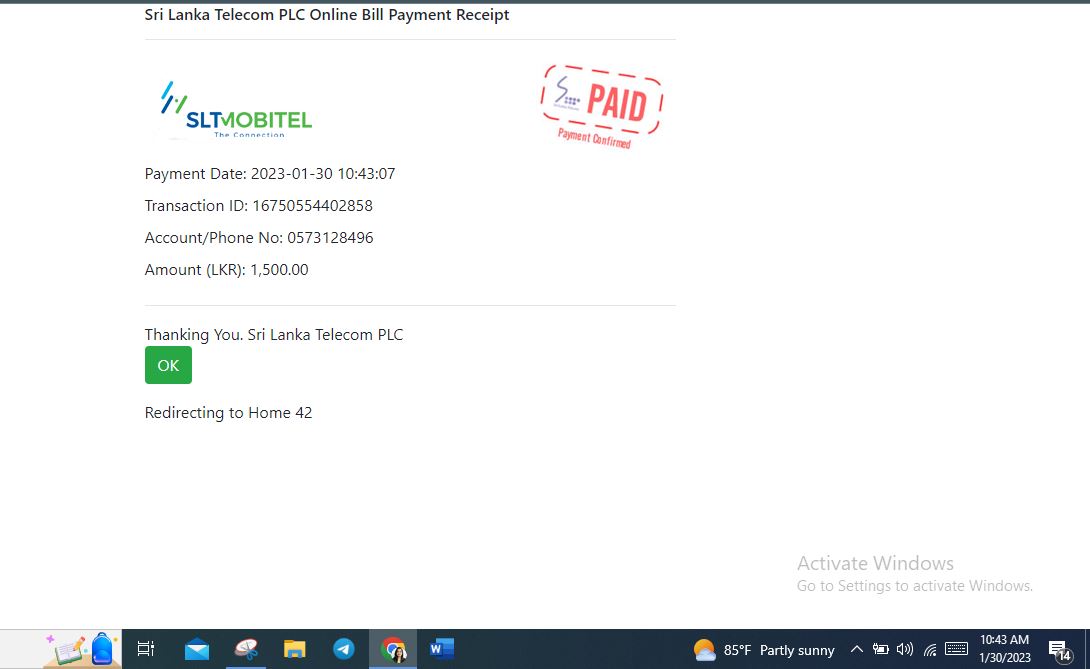 Sri Lanka Telecom PLC Online Bill Payment Receipt
SLTMOBITEL
The Connection
PAID
Payment Confirmed
Payment Date: 2023-01-30 10:43:07
Transaction ID: 16750554402858
Account/Phone No: 0573128496
Amount (LKR): 1,500.00
Thanking You. Sri Lanka Telecom PLC
OK
Redirecting to Home 42
Activate Windows
Go to Settings to activate Windows.
W
85°F Partly sunny
10:43 AM
1/30/2023
14